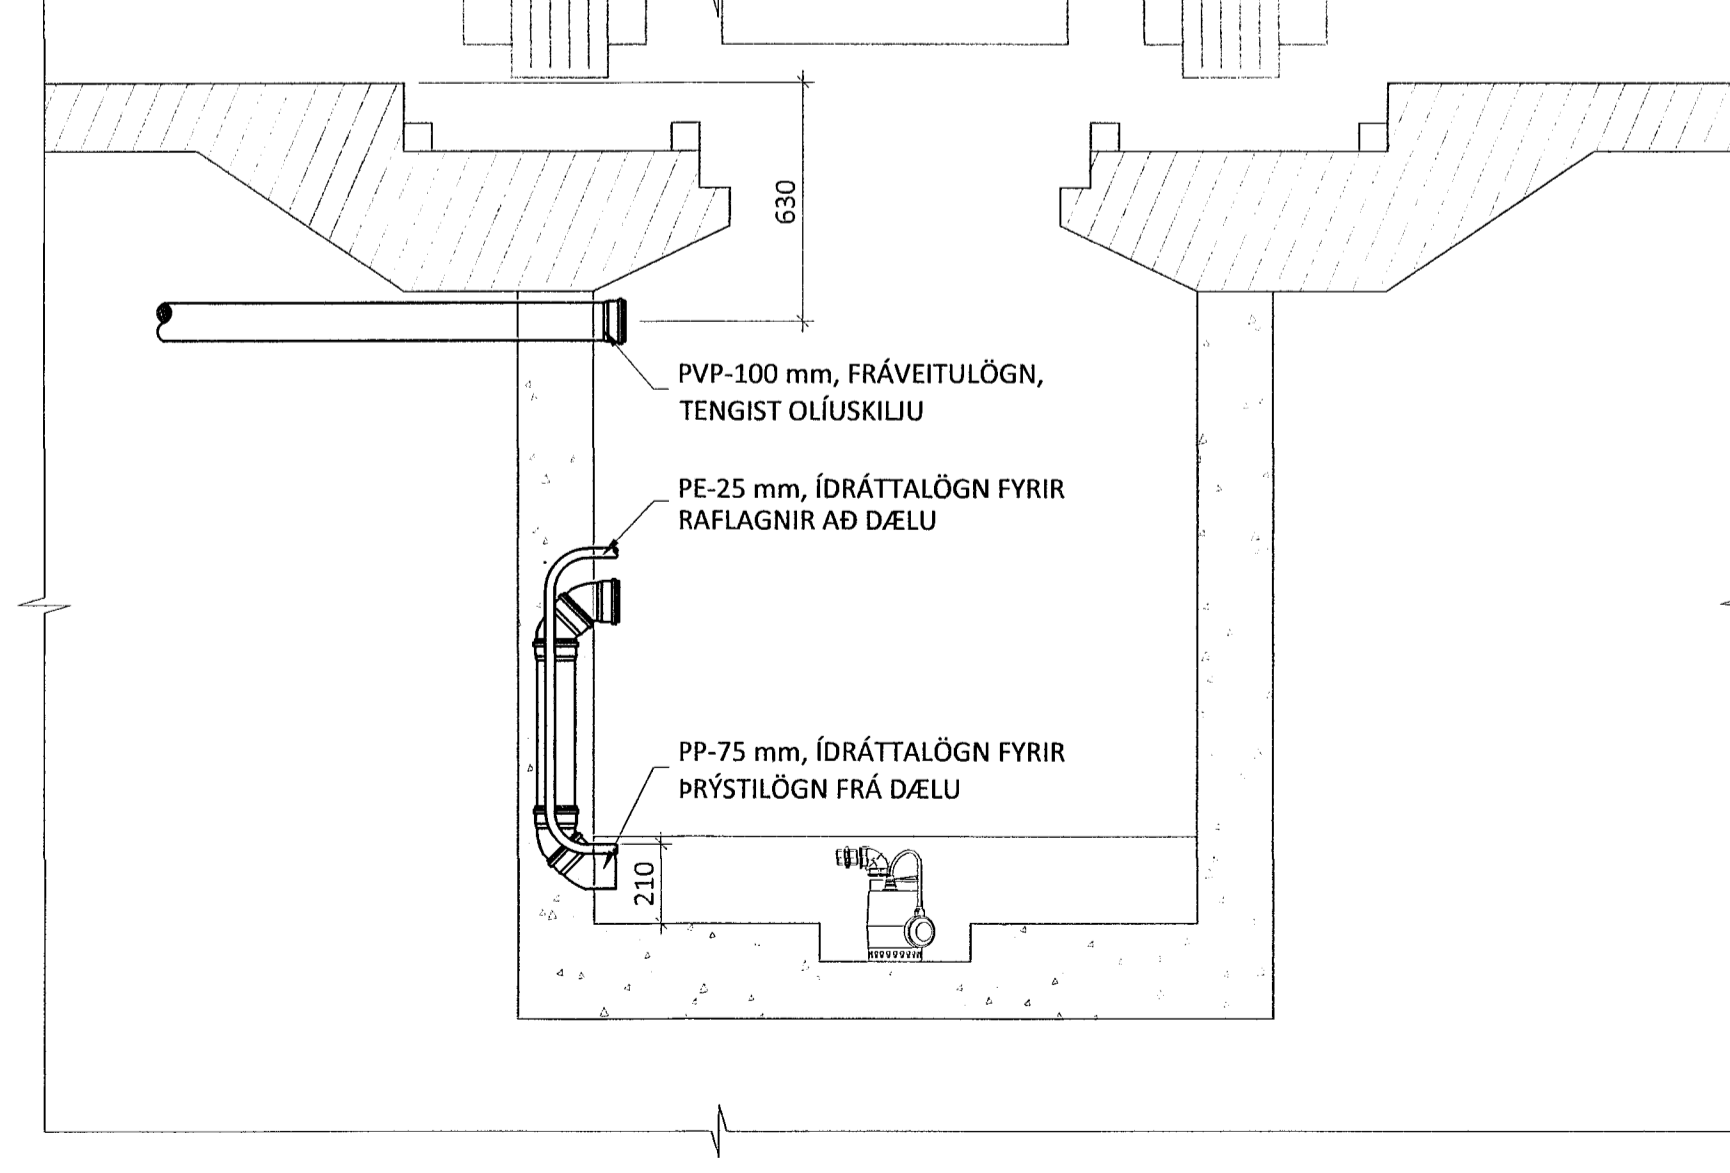 630
PVP-100 mm, FRÁVEITULÖGN,
TENGIST OLÍUSKILJU
PE-25 mm, ÍDRÁTTALÖGN FYRIR
RAFLAGNIR AÐ DÆLU
PP-75 mm, ÍDRÁTTALÖGN FYRIR
ÞRÝSTILÖGN FRÁ DÆLU
210